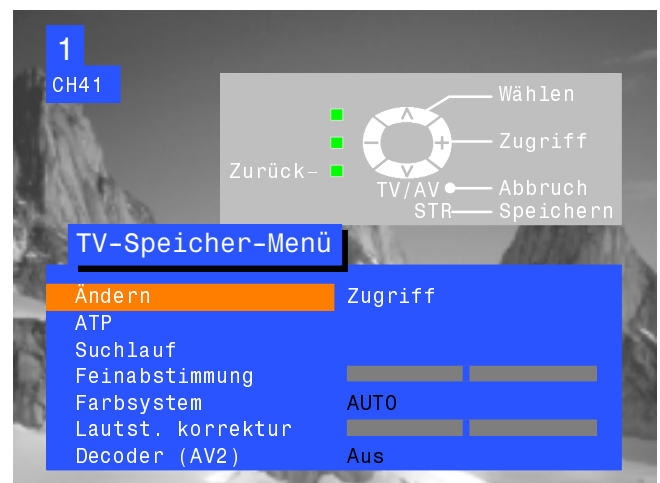 1
CH41
Wählen
Zugriff
Zurück
TV/AV Abbruch
STR Speichern
TV-Speicher-Menü
Ändern Zugriff
ATP
Suchlauf
Feinabstimmung
Farbsystem AUTO
Lautst. korrektur
Decoder (AV2) Aus